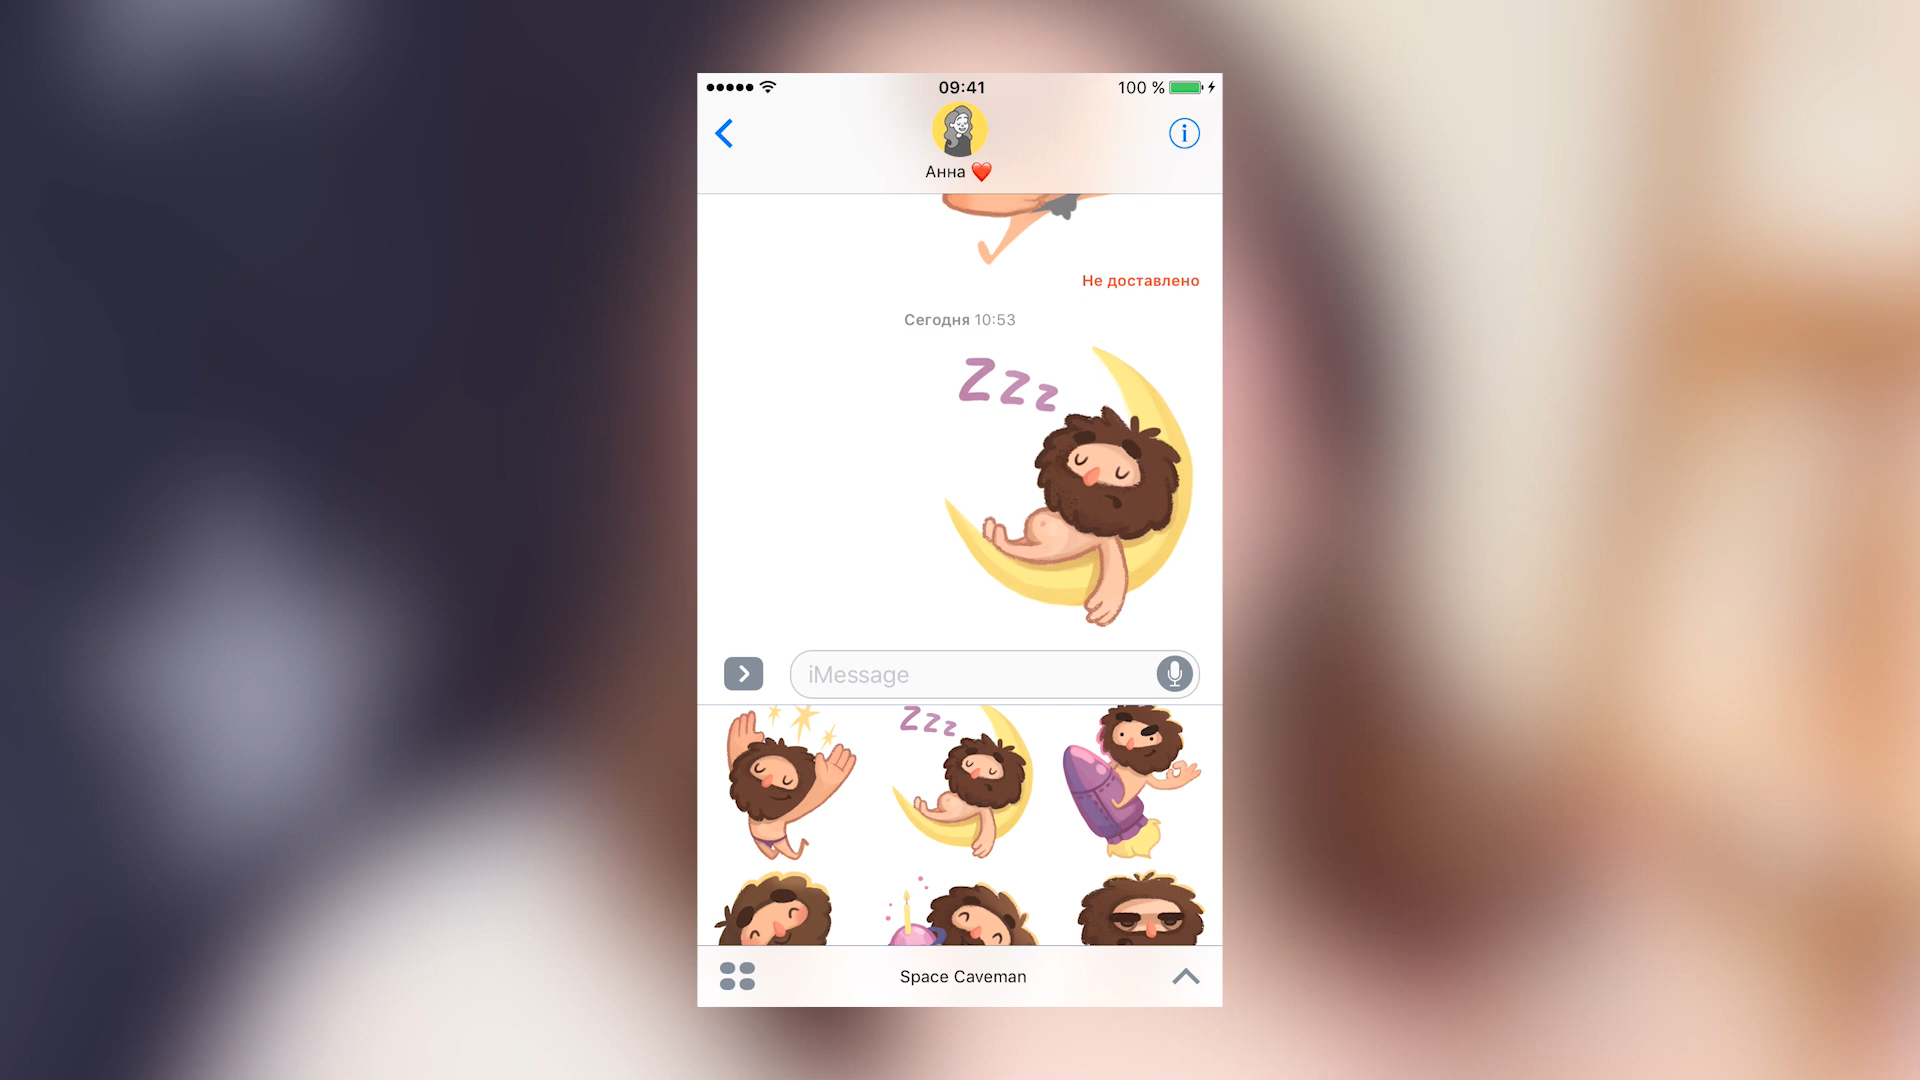 09:41
100 %
Анна ❤️
Не доставлено
Сегодня 10:53
Zzz
iMessage
Zzz
Space Caveman